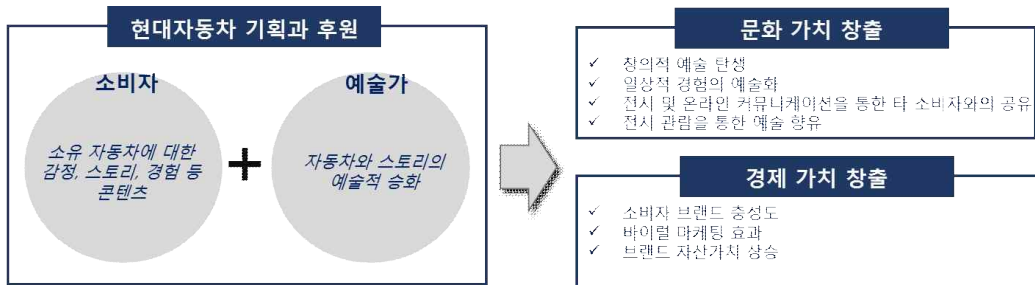 현대자동차 기획과 후원
소비자
소유 자동차에 대한
감정, 스토리, 경험 등
콘텐츠
+
예술가
자동차와 스토리의
예술적 승화
문화 가치 창출
✓ 창의적 예술 탄생
✓ 일상적 경험의 예술화
✓ 전시 및 온라인 커뮤니케이션을 통한 타 소비자와의 공유
✓ 전시 관람을 통한 예술 향유
경제 가치 창출
✓ 소비자 브랜드 충성도
✓ 바이럴 마케팅 효과
✓ 브랜드 자산가치 상승